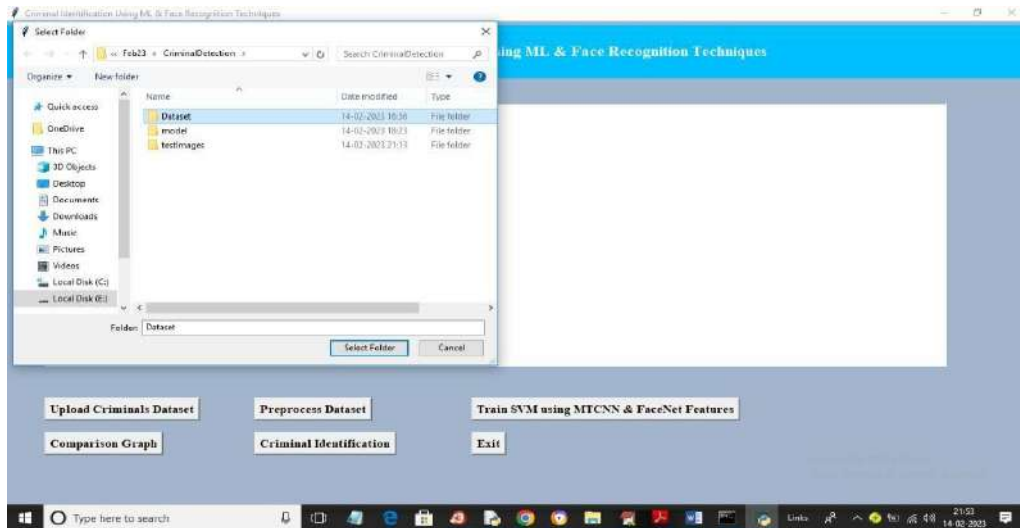 Criminal Identification Using ML & Face Recognition Techniques
Select Folder
« Feb23 › CriminalDetection ›
Search CriminalDetection
ing ML & Face Recognition Techniques
Organize
New folder
Name
Date modified
Type
Quick access
OneDrive
This PC
3D Objects
Desktop
Documents
Downloads
Music
Pictures
Videos
Local Disk (C:)
Local Disk (E:)
Dataset
File folder
model
14-02-2023 18:23
File folder
testimages
14-02-2023 21:13
File folder
Folder: Dataset
Select Folder
Cancel
Upload Criminals Dataset
Preprocess Dataset
Train SVM using MTCNN & FaceNet Features
Comparison Graph
Criminal Identification
Exit
Type here to search
Links
21:53
14-02-2023